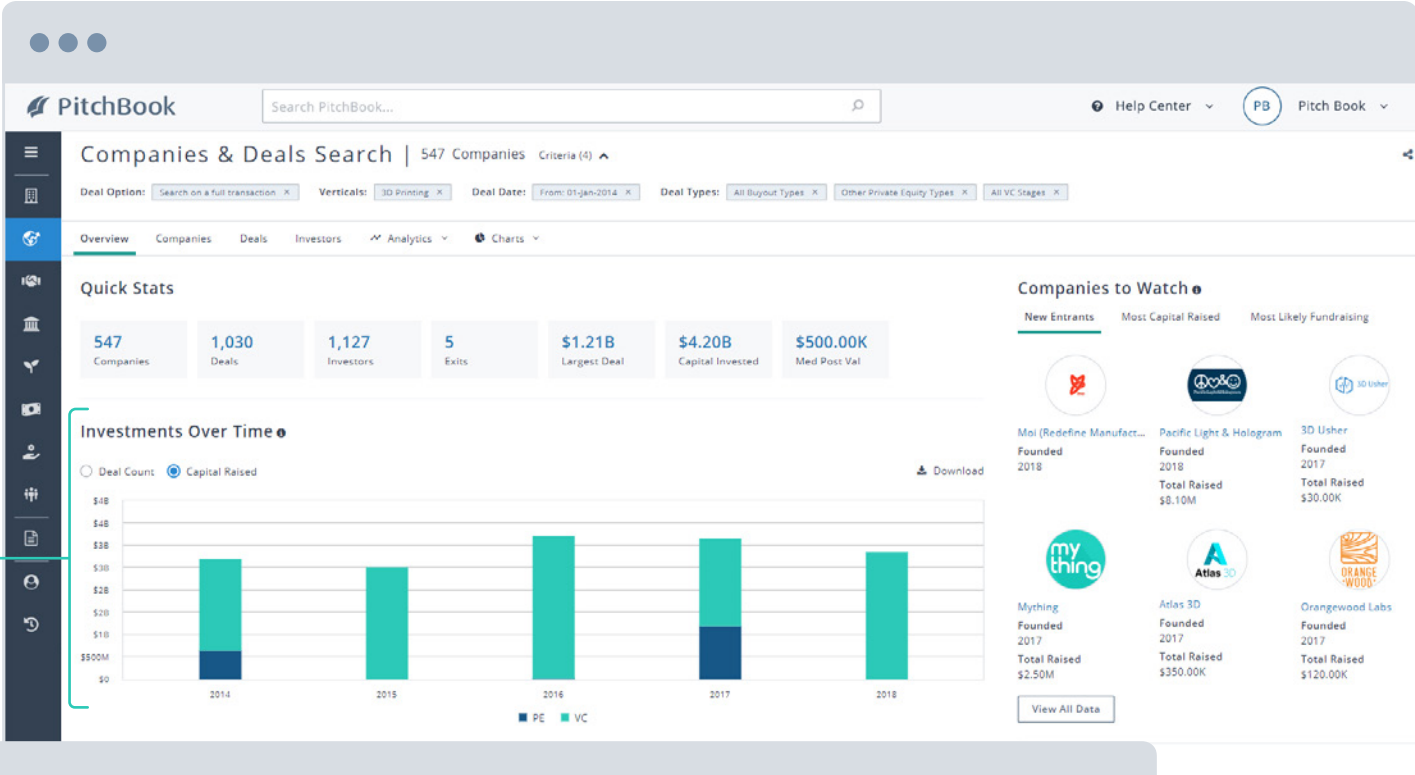 PitchBook
Search PitchBook...
Help Center
PB
Pitch Book
Companies & Deals Search | 547 Companies Criteria (4)
Deal Option: Search on a full transaction × Verticals: 3D Printing × Deal Date: From: 01-Jan-2014 × Deal Types: All Buyout Types × Other Private Equity Types × All VC Stages ×
Overview Companies Deals Investors Analytics Charts
Quick Stats
547 1,030 1,127 5 $1.21B $4.20B $500.00K
Companies Deals Investors Exits Largest Deal Capital Invested Med Post Val
Investments Over Time
Deal Count Capital Raised
Download
$4B
$4B
$3B
$3B
$2B
$2B
$1B
$500M
$0
2014 2015 2016 2017 2018
PE VC
Companies to Watch
New Entrants Most Capital Raised Most Likely Fundraising
3D Usher
Moi (Redefine Manufact... Pacific Light & Hologram 3D Usher
Founded Founded Founded
2018 2018 2017
Total Raised Total Raised
$8.10M $30.00K
my
thing
Atlas 3D
ORANGE
WOOD
Mything Atlas 3D Orangewood Labs
Founded Founded Founded
2017 2017 2017
Total Raised Total Raised Total Raised
$2.50M $350.00K $120.00K
View All Data